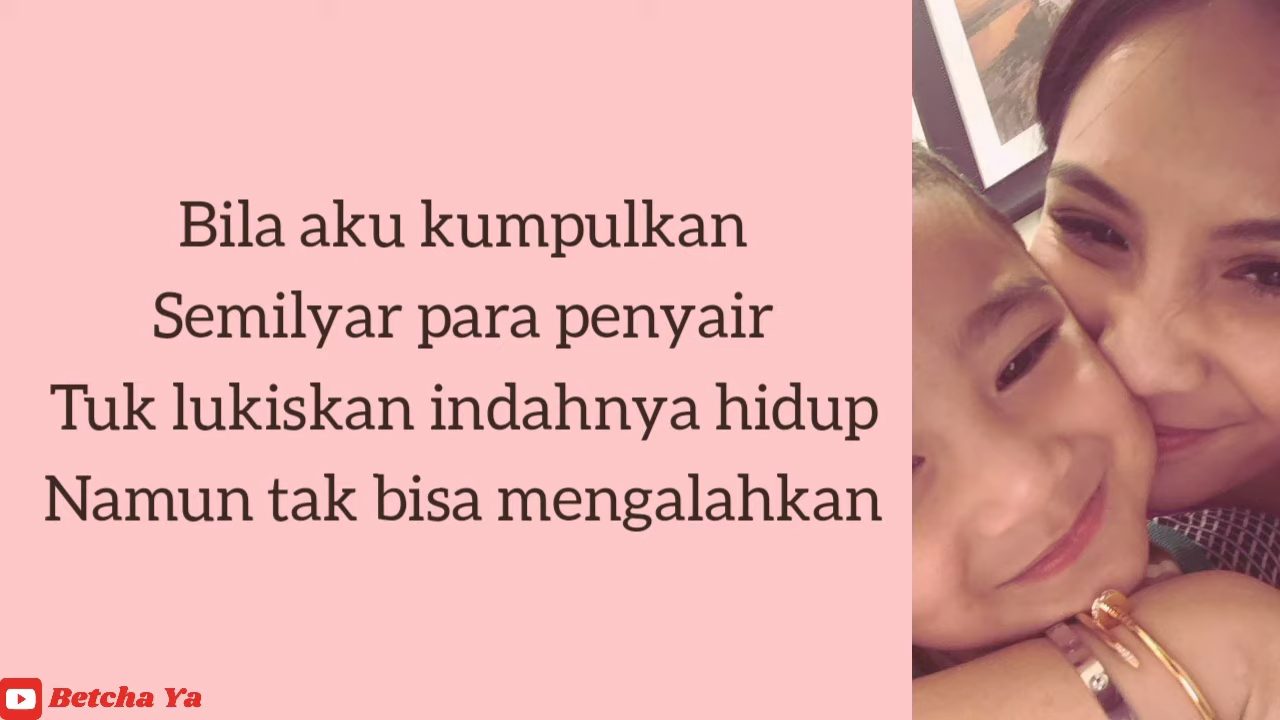 Bila aku kumpulkan
Semilyar para penyair
Tuk lukiskan indahnya hidup
Namun tak bisa mengalahkan
Betcha Ya